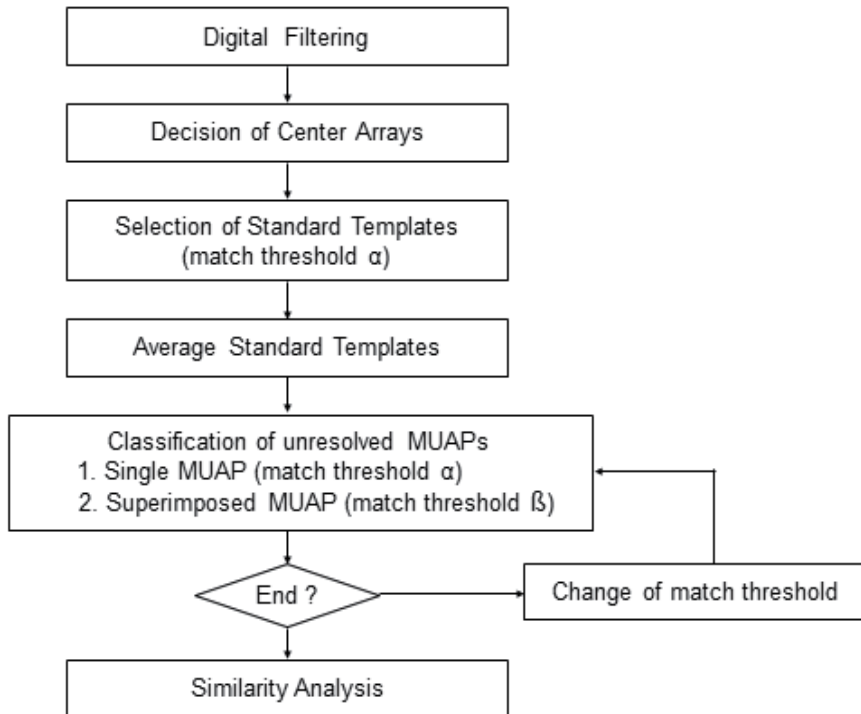 Digital Filtering
Decision of Center Arrays
Selection of Standard Templates
(match threshold α)
Average Standard Templates
Classification of unresolved MUAPs
1. Single MUAP (match threshold α)
2. Superimposed MUAP (match threshold ß)
End ?
Change of match threshold
Similarity Analysis